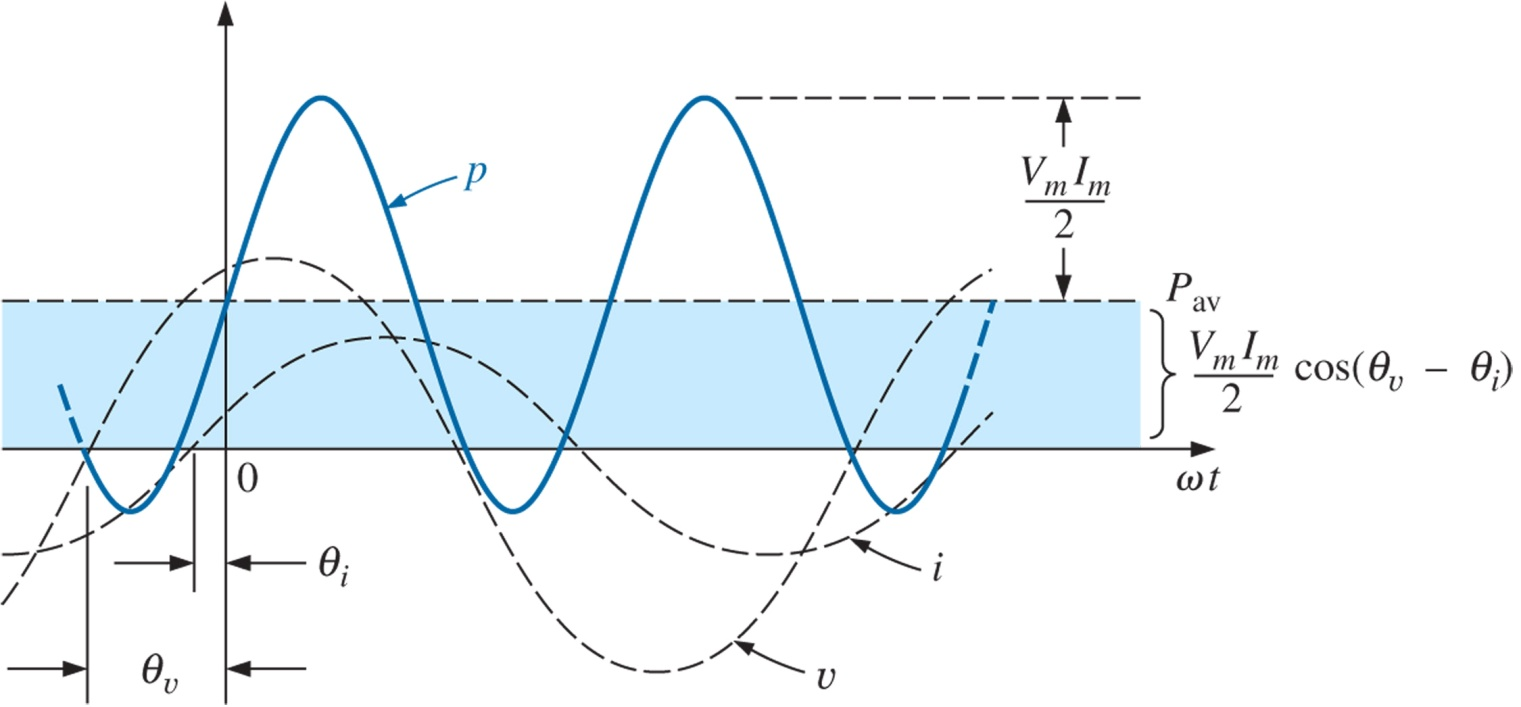 p
V_m I_m
2
P_av
V_m I_m
2
cos(θ_v − θ_i)
0
ωt
θ_i
i
θ_v
v